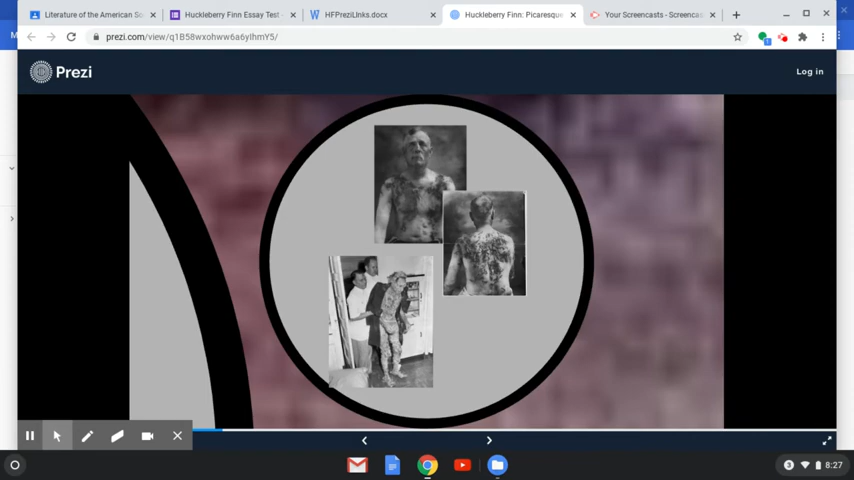 Literature of the American So
Huckleberry Finn Essay Test -
HFPreziLinks.docx
Huckleberry Finn: Picaresque
Your Screencasts - Screencas
prezi.com/view/q1B58wxohww6a6yIhmY5/
Prezi
Log in
3
8:27